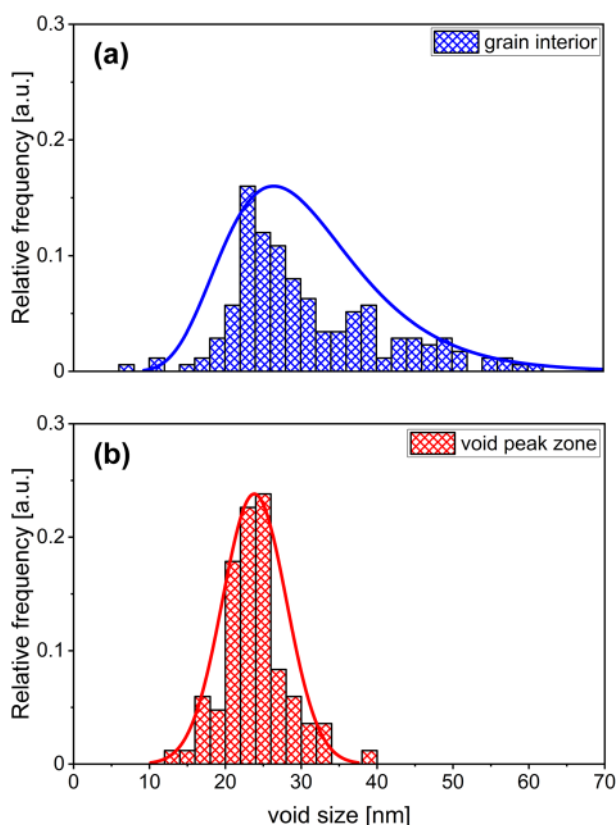 0.3
(a)
grain interior
0.2
0.1
0
Relative frequency [a.u.]
0.3
(b)
void peak zone
0.2
0.1
0
Relative frequency [a.u.]
0 10 20 30 40 50 60 70
void size [nm]